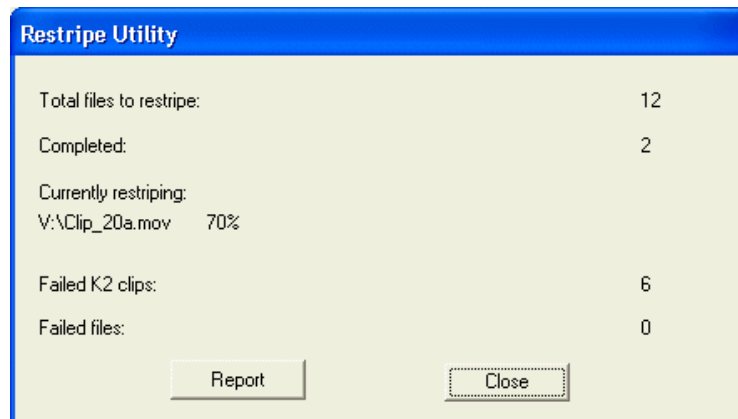 Restripe Utility
Total files to restripe: 12
Completed: 2
Currently restriping:
V:\Clip_20a.mov 70%
Failed K2 clips: 6
Failed files: 0
Report Close